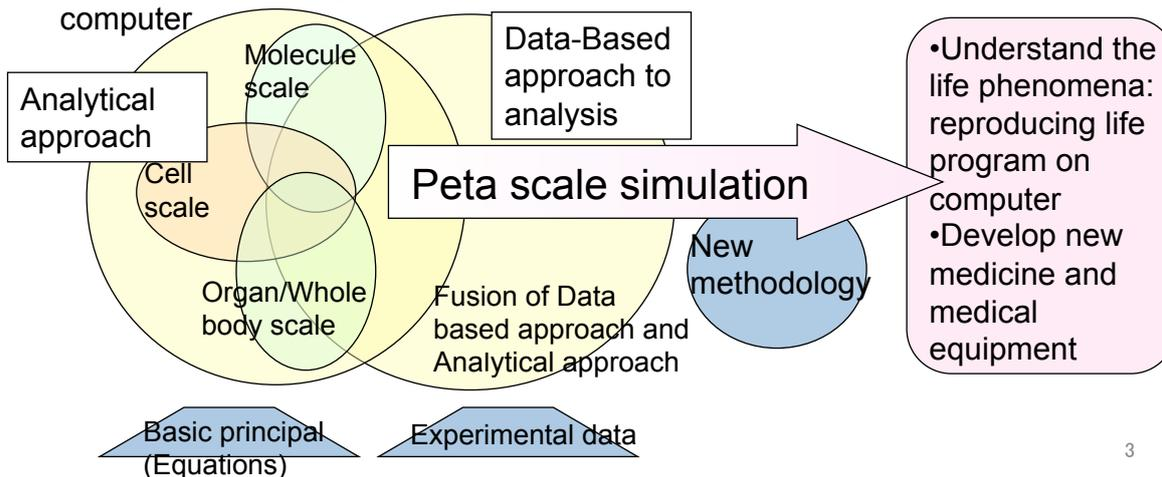 computer
Analytical
approach
Molecule
scale
Cell
scale
Organ/Whole
body scale
Data-Based
approach to
analysis
Peta scale simulation
Fusion of Data
based approach and
Analytical approach
New
methodology
•Understand the
life phenomena:
reproducing life
program on
computer
•Develop new
medicine and
medical
equipment
Basic principal
(Equations)
Experimental data
3